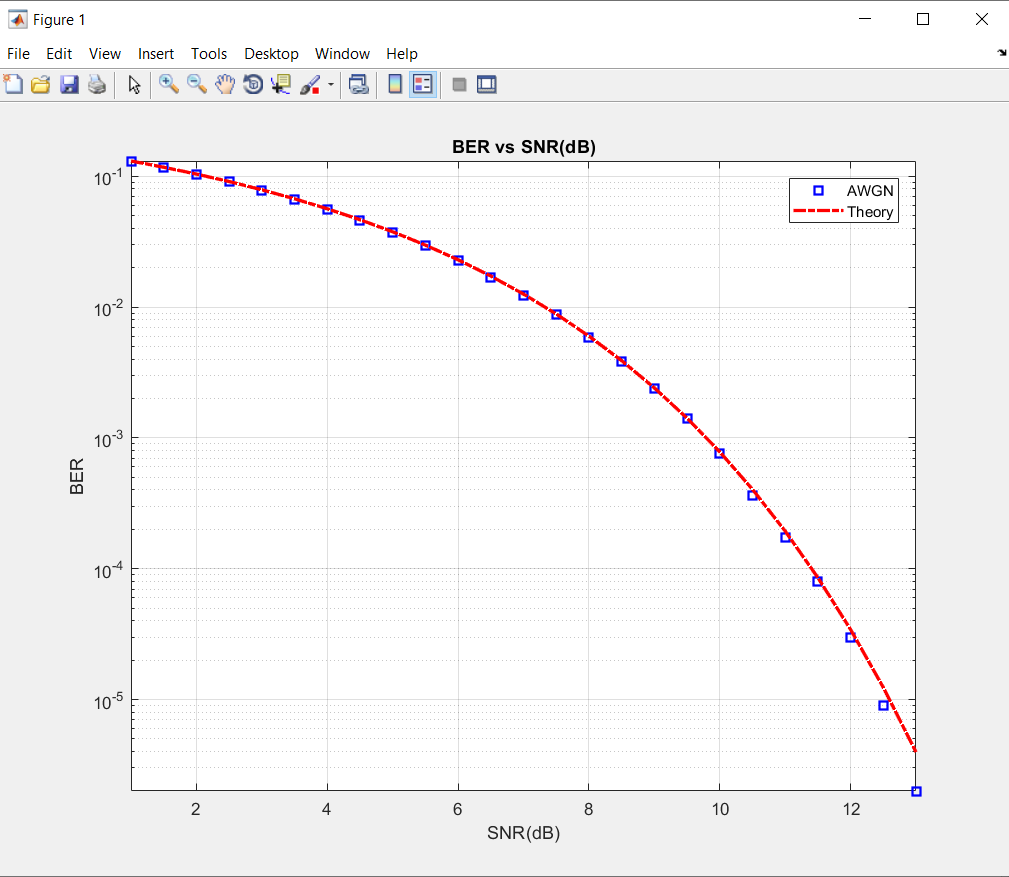 Figure 1
File Edit View Insert Tools Desktop Window Help
BER vs SNR(dB)
AWGN
Theory
10^-1
10^-2
10^-3
10^-4
10^-5
BER
2 4 6 8 10 12
SNR(dB)